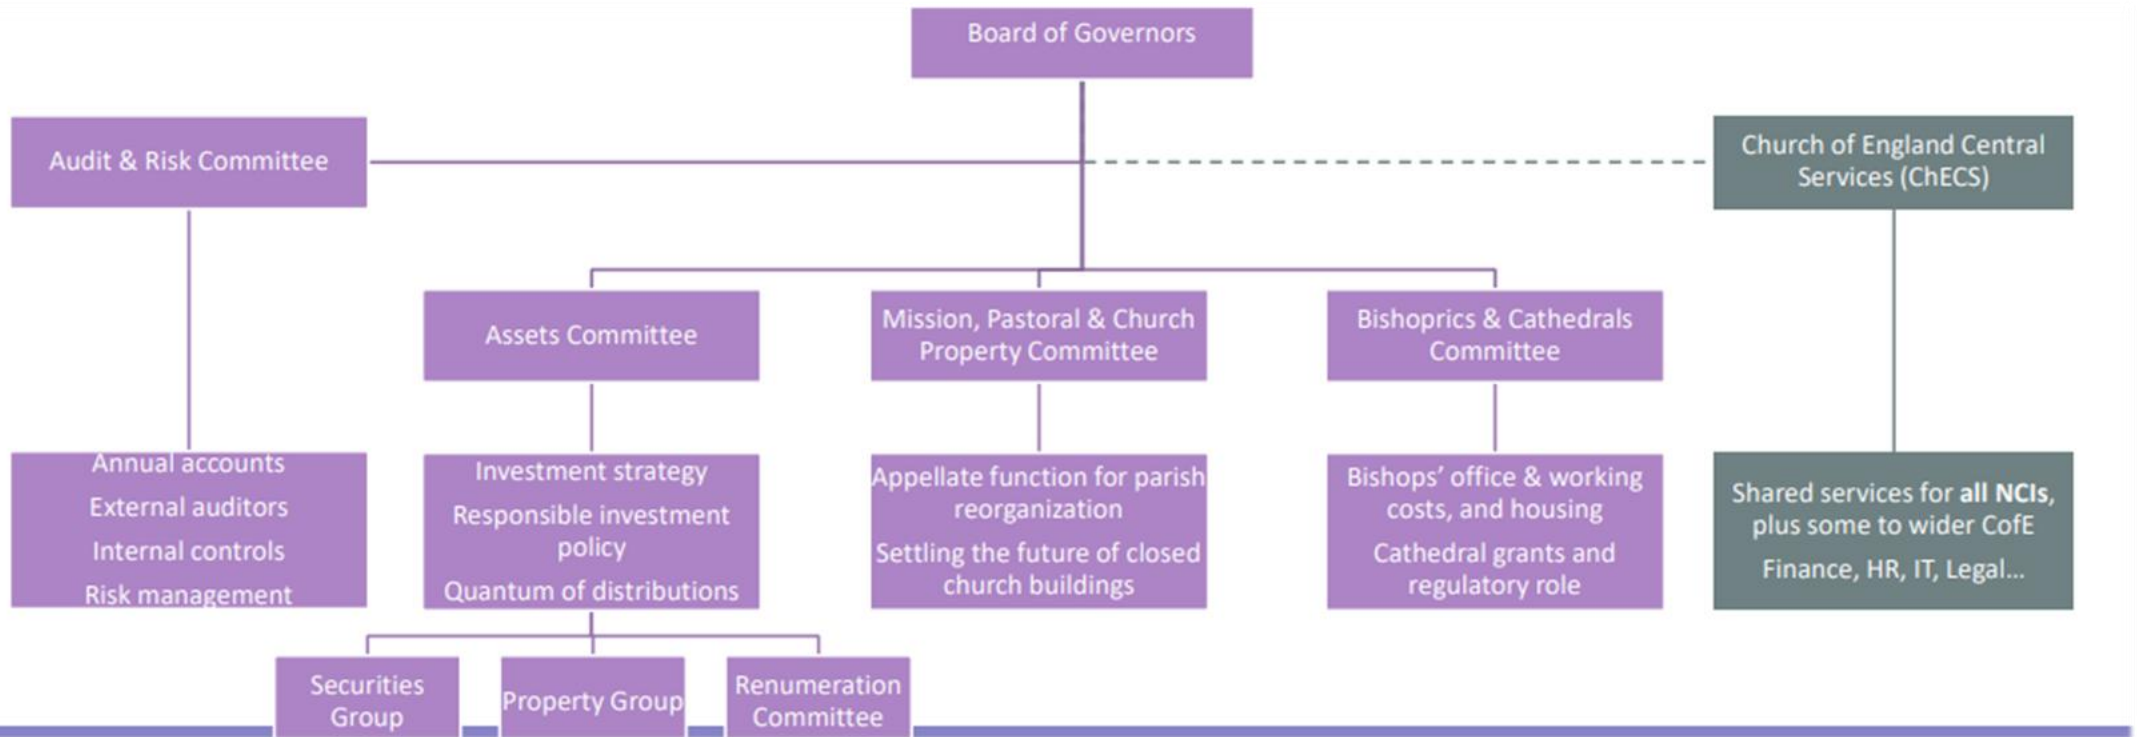 Board of Governors
Audit & Risk Committee
Church of England Central
Services (ChECS)
Assets Committee
Mission, Pastoral & Church
Property Committee
Bishoprics & Cathedrals
Committee
Annual accounts
External auditors
Internal controls
Risk management
Investment strategy
Responsible investment
policy
Quantum of distributions
Appellate function for parish
reorganization
Settling the future of closed
church buildings
Bishops’ office & working
costs, and housing
Cathedral grants and
regulatory role
Shared services for all NCIs,
plus some to wider CofE
Finance, HR, IT, Legal…
Securities
Group
Property Group
Renumeration
Committee